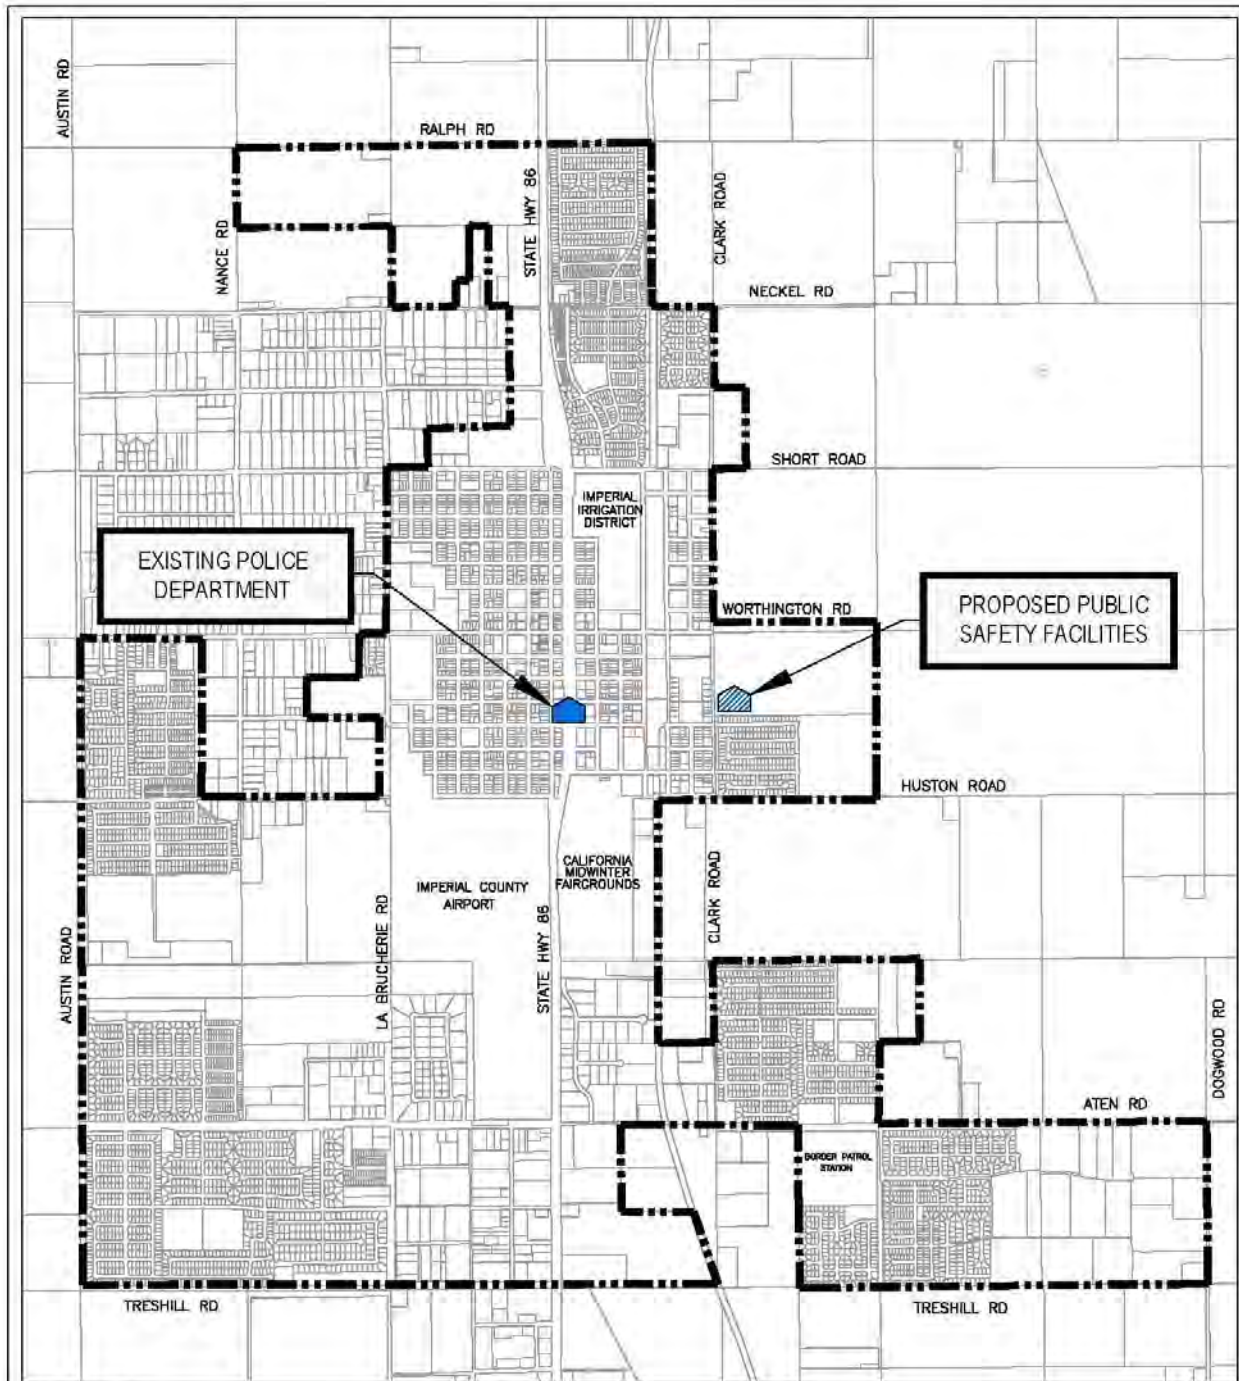 AUSTIN RD
RALPH RD
STATE HWY 86
CLARK ROAD
NANCE RD
NECKEL RD
SHORT ROAD
IMPERIAL
IRRIGATION
DISTRICT
EXISTING POLICE
DEPARTMENT
WORTHINGTON RD
PROPOSED PUBLIC
SAFETY FACILITIES
HUSTON ROAD
CALIFORNIA
MIDWINTER
FAIRGROUNDS
IMPERIAL COUNTY
AIRPORT
CLARK ROAD
AUSTIN ROAD
LA BRUCHERIE RD
STATE HWY 86
DOGWOOD RD
ATEN RD
BORDER PATROL
STATION
TRESHILL RD
TRESHILL RD